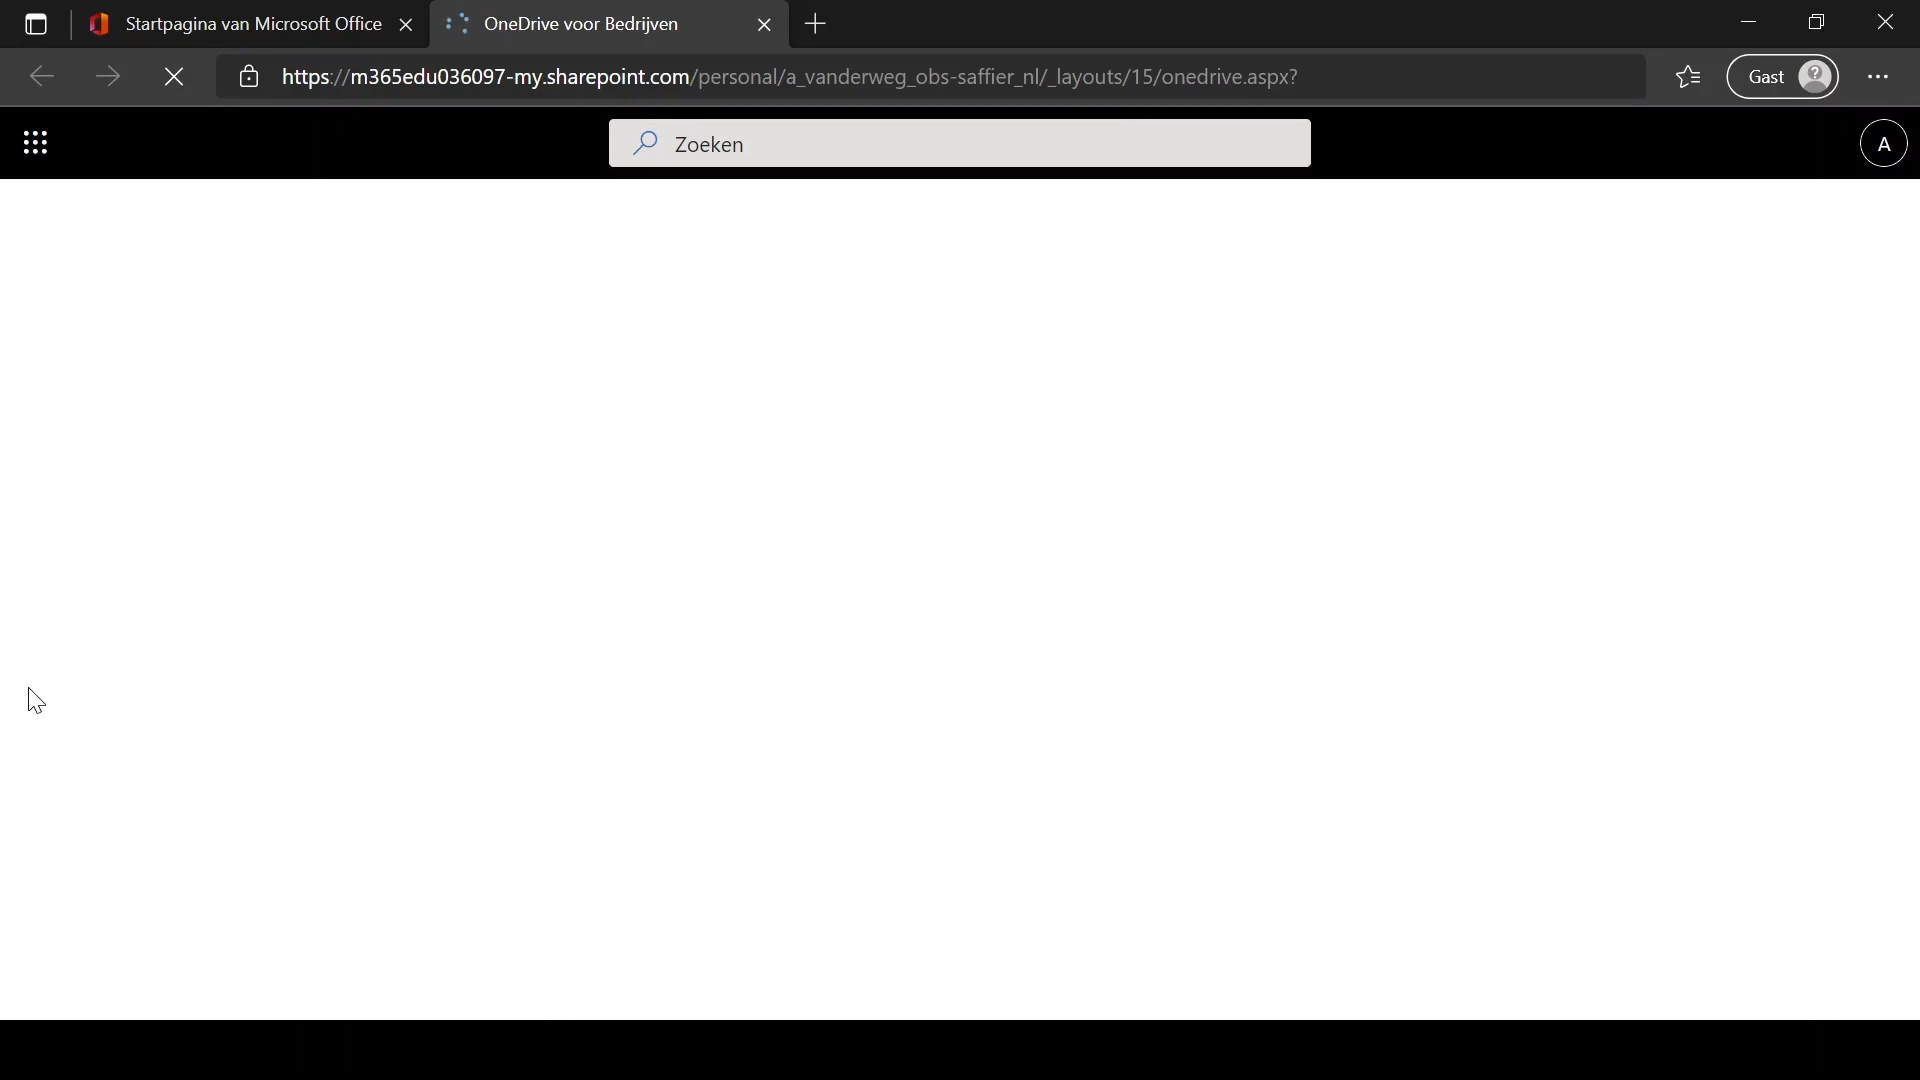 Startpagina van Microsoft Office
OneDrive voor Bedrijven
https://m365edu036097-my.sharepoint.com/personal/a_vanderweg_obs-saffier_nl/_layouts/15/onedrive.aspx?
Gast
Zoeken
A